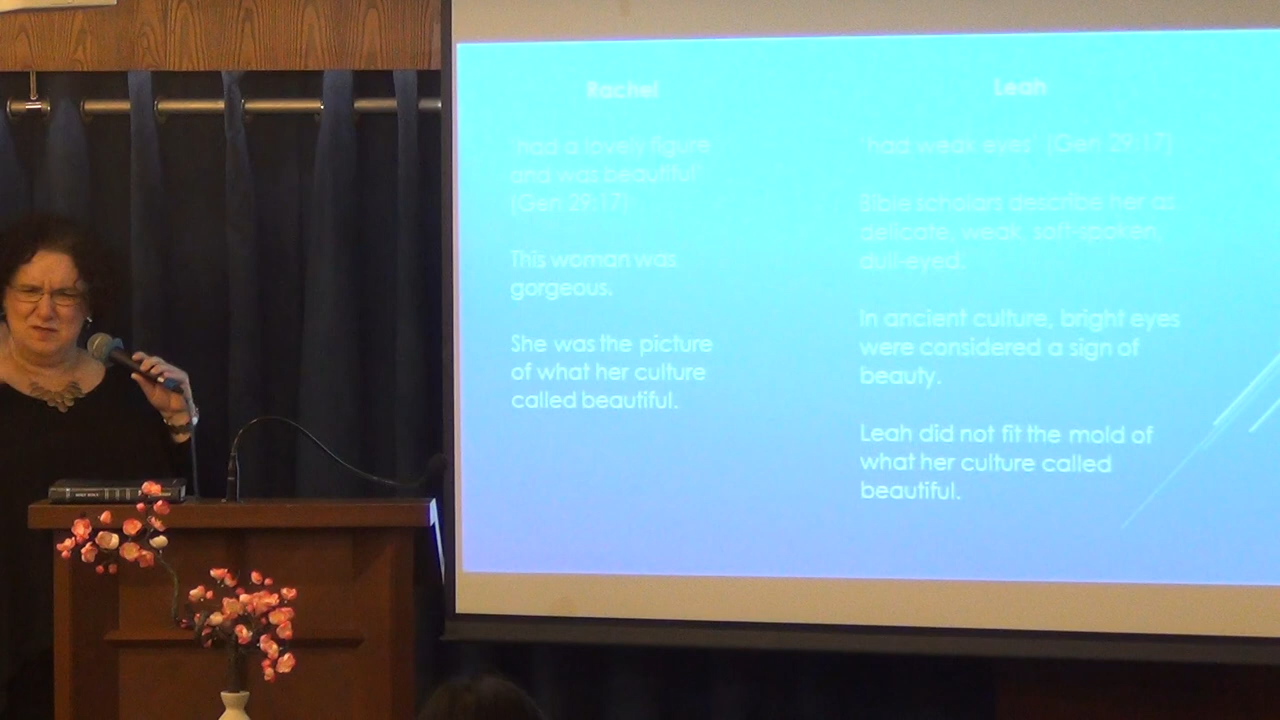 Rachel
'had a lovely figure
and was beautiful'
(Gen 29:17)
This woman was
gorgeous.
She was the picture
of what her culture
called beautiful.
Leah
'had weak eyes' (Gen 29:17)
Bible scholars describe her as
delicate, weak, soft-spoken,
dull-eyed.
In ancient culture, bright eyes
were considered a sign of
beauty.
Leah did not fit the mold of
what her culture called
beautiful.
HOLY BIBLE